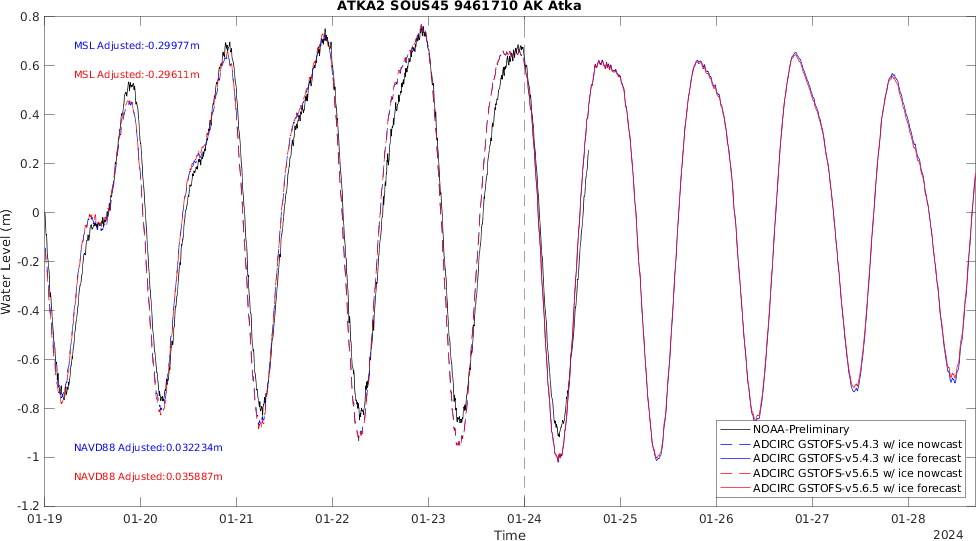 ATKA2 SOUS45 9461710 AK Atka
0.8
0.6
0.4
0.2
0
-0.2
-0.4
-0.6
-0.8
-1
-1.2
Water Level (m)
MSL Adjusted:-0.29977m
MSL Adjusted:-0.29611m
NAVD88 Adjusted:0.032234m
NAVD88 Adjusted:0.035887m
NOAA-Preliminary
ADCIRC GSTOFS-v5.4.3 w/ ice nowcast
ADCIRC GSTOFS-v5.4.3 w/ ice forecast
ADCIRC GSTOFS-v5.6.5 w/ ice nowcast
ADCIRC GSTOFS-v5.6.5 w/ ice forecast
01-19 01-20 01-21 01-22 01-23 01-24 01-25 01-26 01-27 01-28
Time
2024